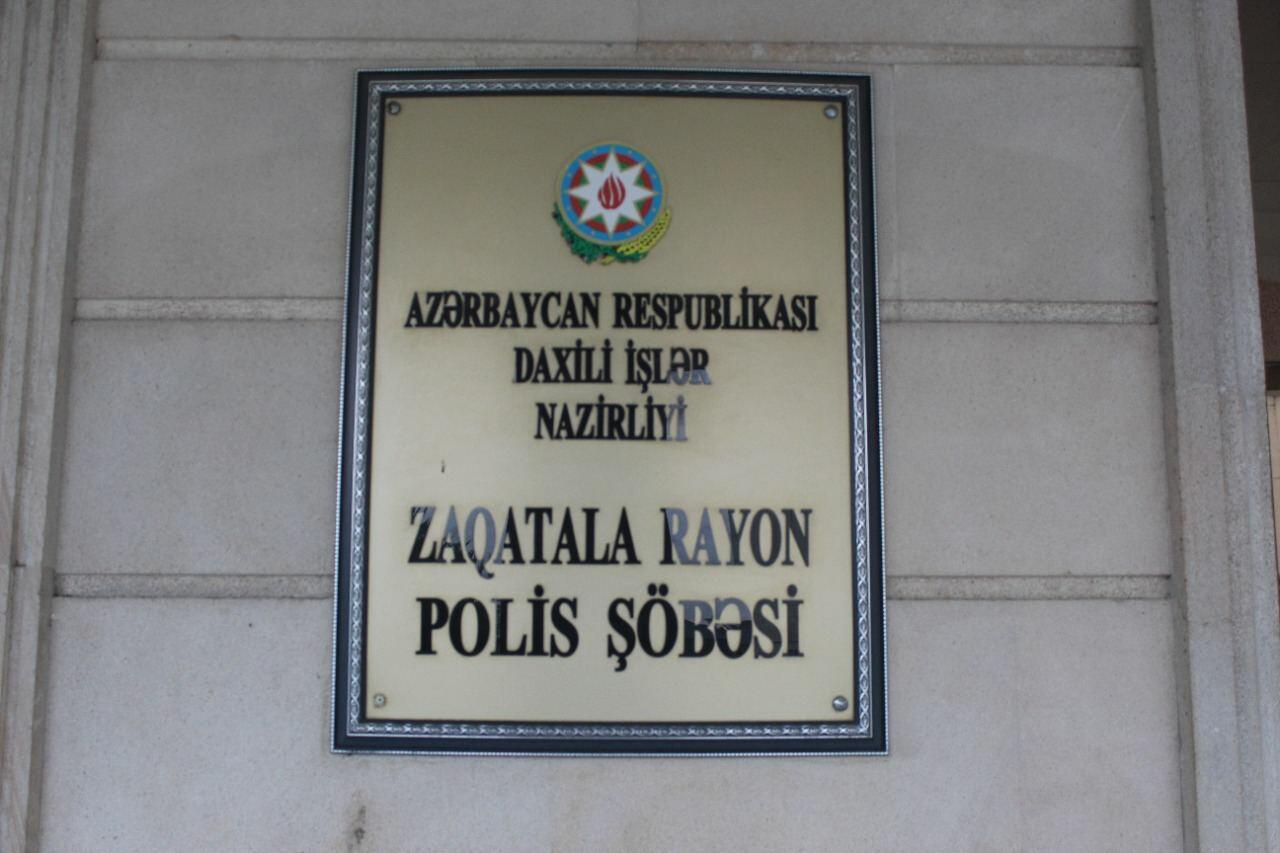 AZƏRBAYCAN RESPUBLİKASI
DAXİLİ İŞLƏR
NAZİRLİYİ
ZAQATALA RAYON
POLİS ŞÖBƏSİ